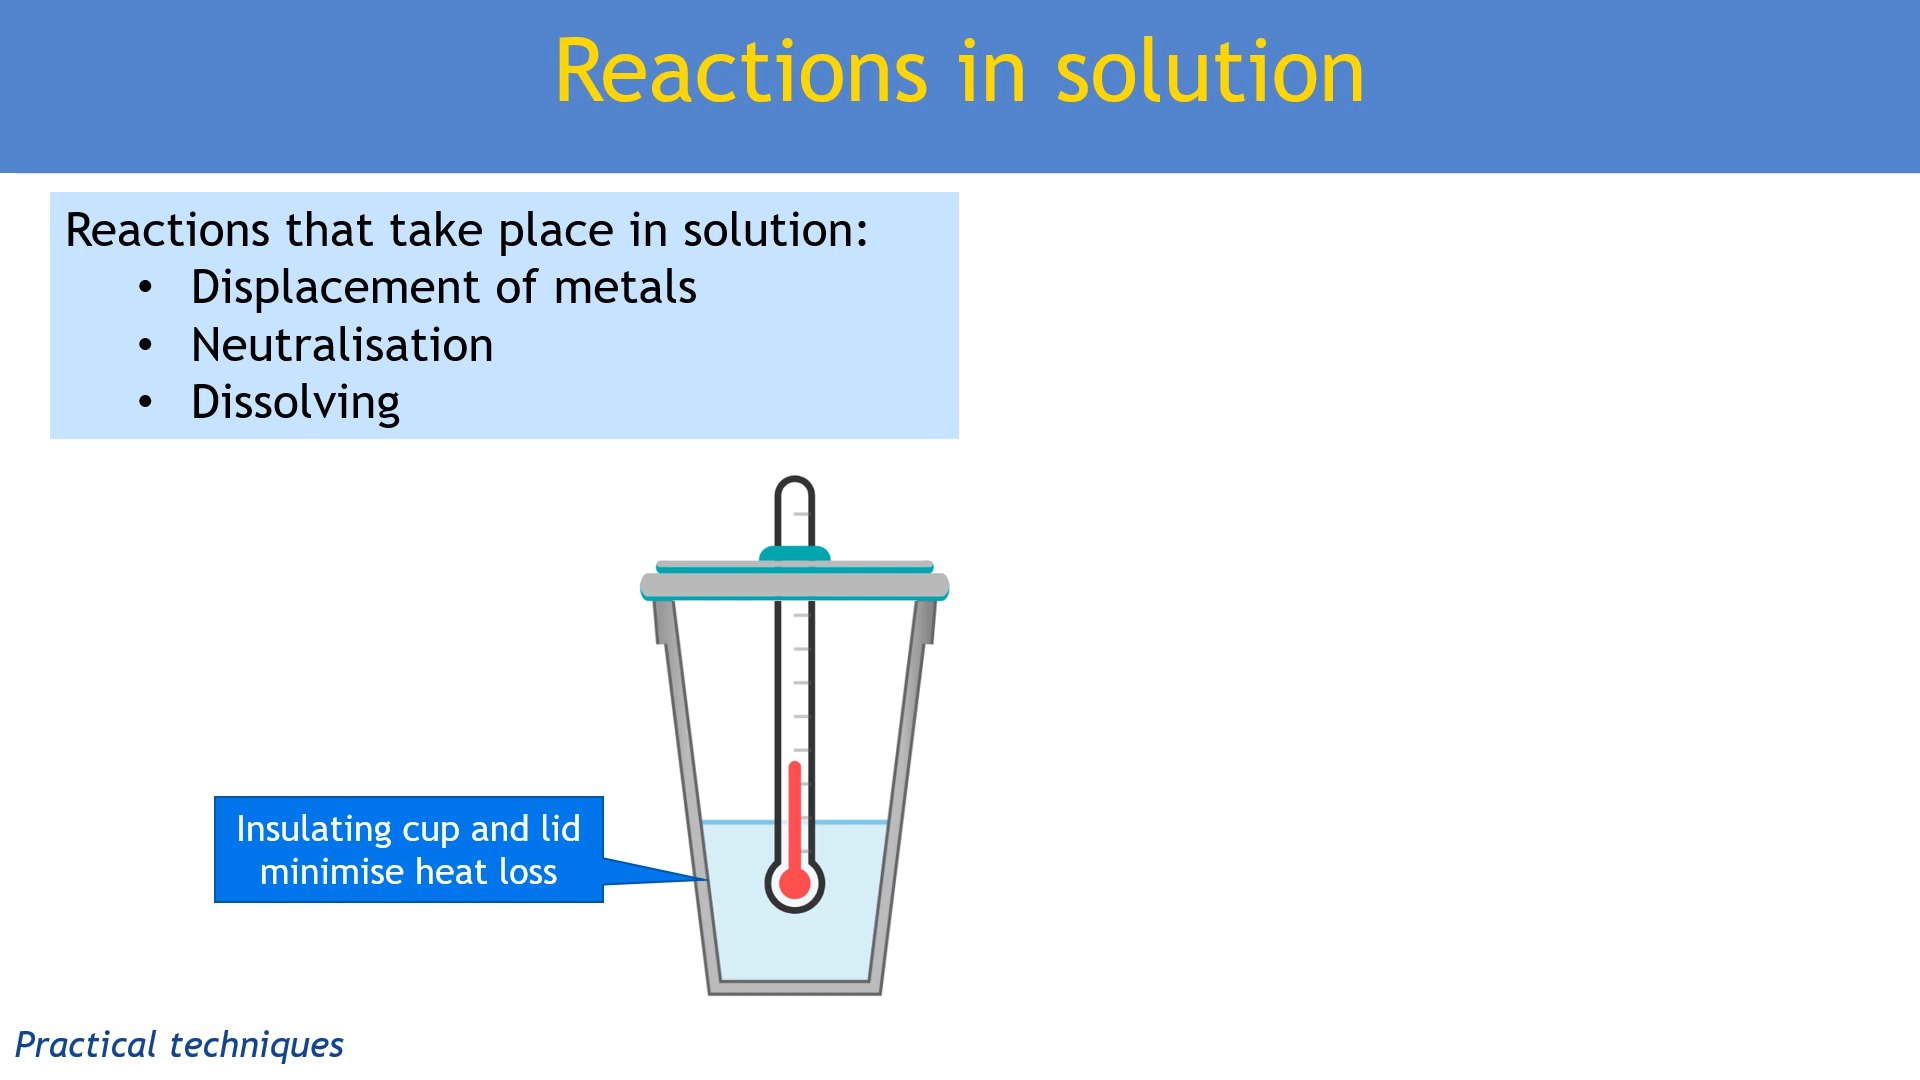 Reactions in solution
Reactions that take place in solution:
• Displacement of metals
• Neutralisation
• Dissolving
Insulating cup and lid
minimise heat loss
Practical techniques